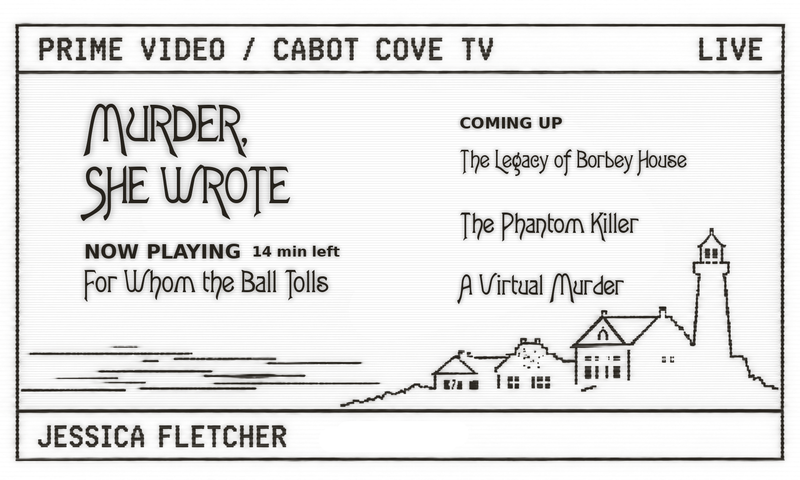 PRIME VIDEO / CABOT COVE TV LIVE
MURDER,
SHE WROTE
NOW PLAYING 14 min left
For Whom the Ball Tolls
COMING UP
The Legacy of Borbey House
The Phantom Killer
A Virtual Murder
JESSICA FLETCHER